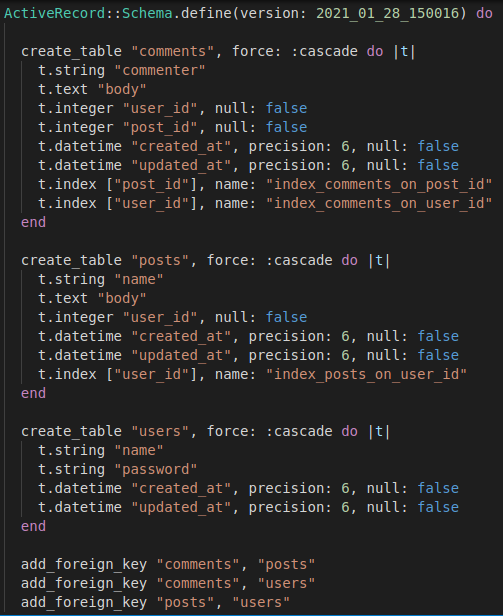 ActiveRecord::Schema.define(version: 2021_01_28_150016) do
create_table "comments", force: :cascade do |t|
t.string "commenter"
t.text "body"
t.integer "user_id", null: false
t.integer "post_id", null: false
t.datetime "created_at", precision: 6, null: false
t.datetime "updated_at", precision: 6, null: false
t.index ["post_id"], name: "index_comments_on_post_id"
t.index ["user_id"], name: "index_comments_on_user_id"
end
create_table "posts", force: :cascade do |t|
t.string "name"
t.text "body"
t.integer "user_id", null: false
t.datetime "created_at", precision: 6, null: false
t.datetime "updated_at", precision: 6, null: false
t.index ["user_id"], name: "index_posts_on_user_id"
end
create_table "users", force: :cascade do |t|
t.string "name"
t.string "password"
t.datetime "created_at", precision: 6, null: false
t.datetime "updated_at", precision: 6, null: false
end
add_foreign_key "comments", "posts"
add_foreign_key "comments", "users"
add_foreign_key "posts", "users"